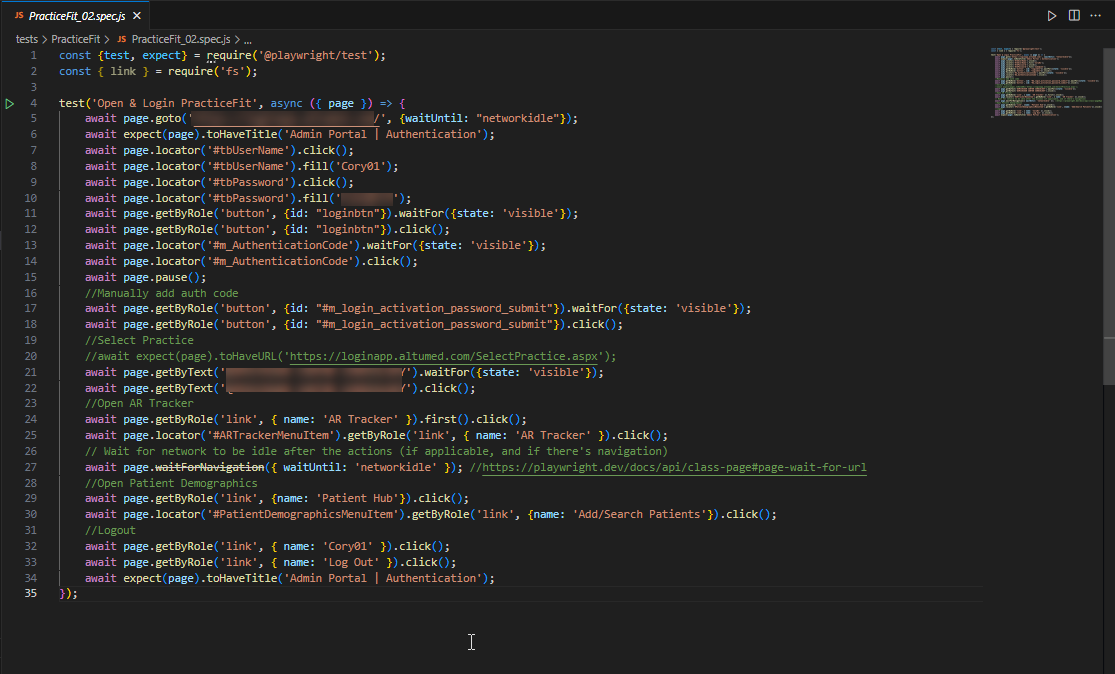 JS PracticeFit_02.spec.js ×
tests > PracticeFit > JS PracticeFit_02.spec.js > ...
1 const {test, expect} = require('@playwright/test');
2 const { link } = require('fs');
3
4 test('Open & Login PracticeFit', async ({ page }) => {
5 await page.goto('/', {waitUntil: "networkidle"});
6 await expect(page).toHaveTitle('Admin Portal | Authentication');
7 await page.locator('#tbUserName').click();
8 await page.locator('#tbUserName').fill('Cory01');
9 await page.locator('#tbPassword').click();
10 await page.locator('#tbPassword').fill('');
11 await page.getByRole('button', {id: "loginbtn"}).waitFor({state: 'visible'});
12 await page.getByRole('button', {id: "loginbtn"}).click();
13 await page.locator('#m_AuthenticationCode').waitFor({state: 'visible'});
14 await page.locator('#m_AuthenticationCode').click();
15 await page.pause();
16 //Manually add auth code
17 await page.getByRole('button', {id: "#m_login_activation_password_submit"}).waitFor({state: 'visible'});
18 await page.getByRole('button', {id: "#m_login_activation_password_submit"}).click();
19 //Select Practice
20 //await expect(page).toHaveURL('https://loginapp.altumed.com/SelectPractice.aspx');
21 await page.getByText('').waitFor({state: 'visible'});
22 await page.getByText('').click();
23 //Open AR Tracker
24 await page.getByRole('link', { name: 'AR Tracker' }).first().click();
25 await page.locator('#ARTrackerMenuItem').getByRole('link', { name: 'AR Tracker' }).click();
26 // Wait for network to be idle after the actions (if applicable, and if there's navigation)
27 await page.waitForNavigation({ waitUntil: 'networkidle' }); //https://playwright.dev/docs/api/class-page#page-wait-for-url
28 //Open Patient Demographics
29 await page.getByRole('link', {name: 'Patient Hub'}).click();
30 await page.locator('#PatientDemographicsMenuItem').getByRole('link', {name: 'Add/Search Patients'}).click();
31 //Logout
32 await page.getByRole('link', { name: 'Cory01' }).click();
33 await page.getByRole('link', { name: 'Log Out' }).click();
34 await expect(page).toHaveTitle('Admin Portal | Authentication');
35 });